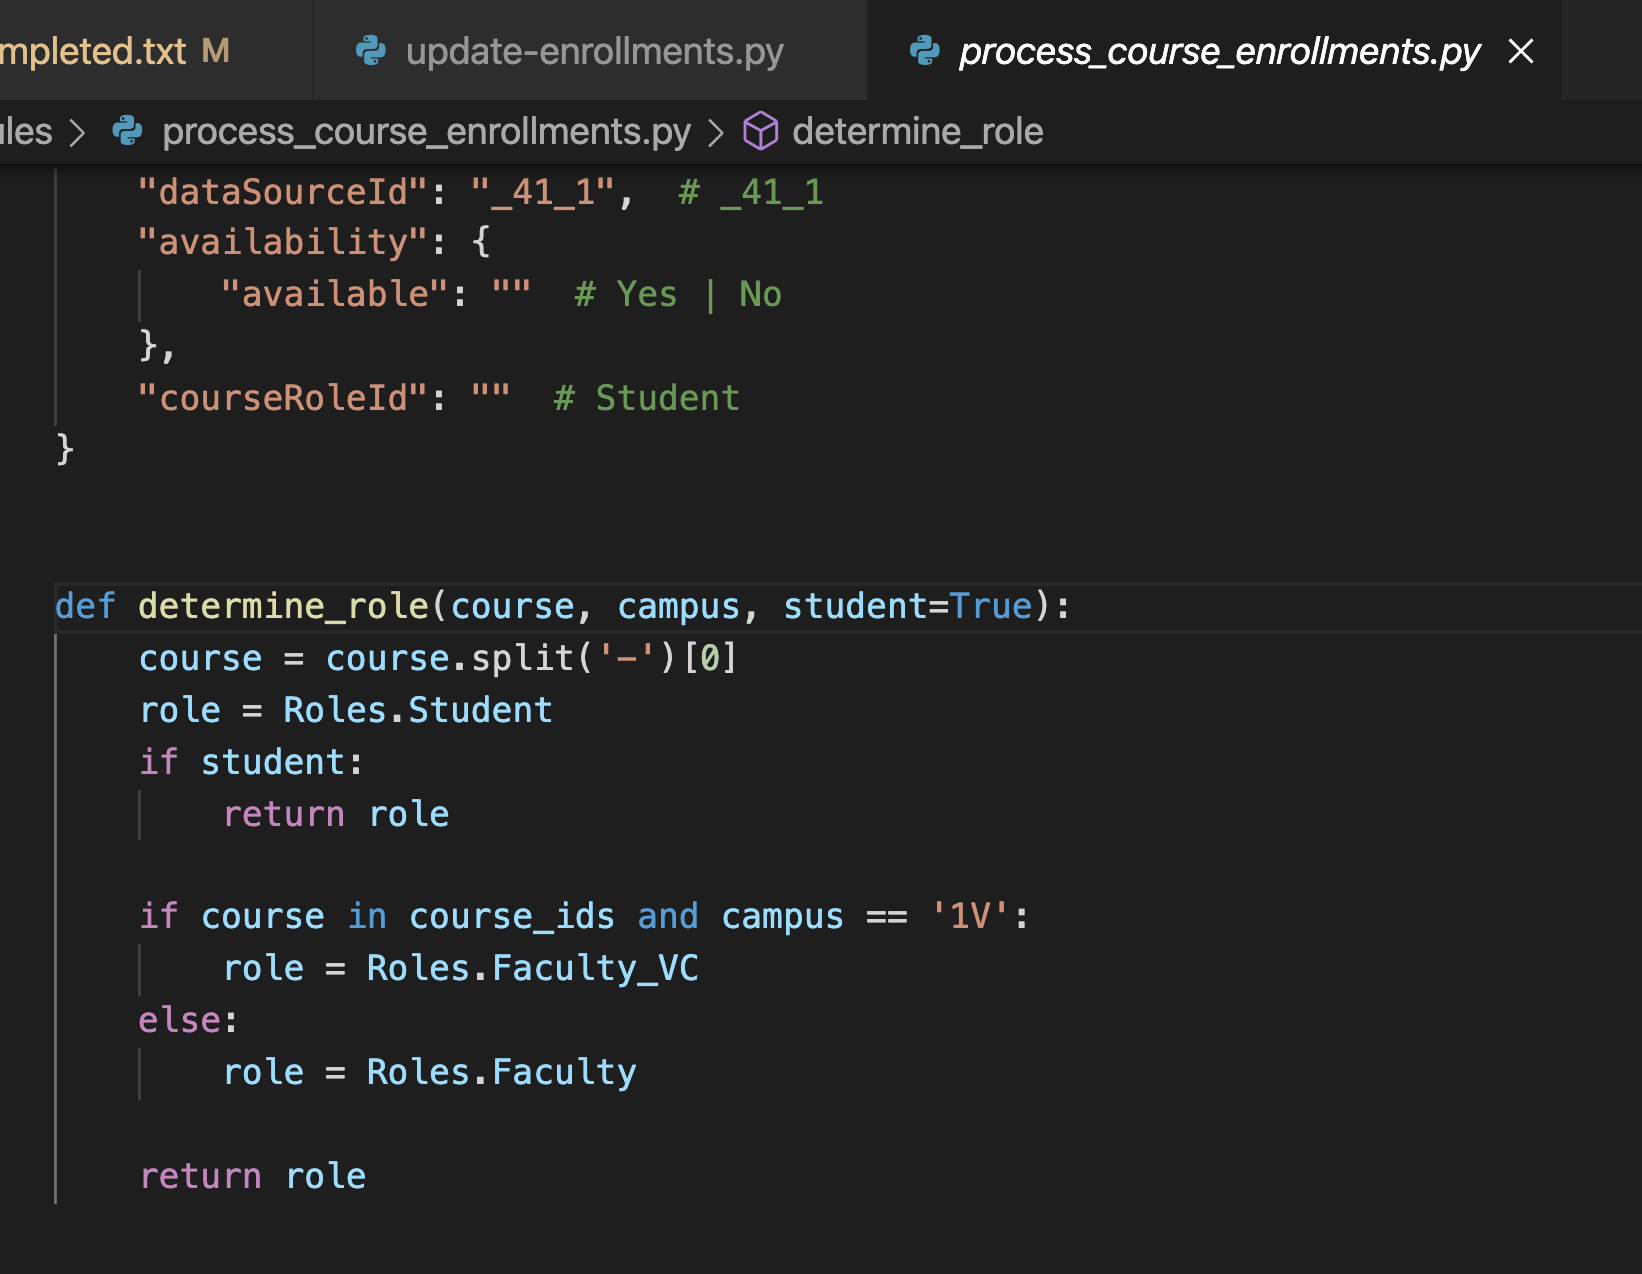 mpleted.txt M update-enrollments.py process_course_enrollments.py
ules > process_course_enrollments.py > determine_role
"dataSourceId": "_41_1",  # _41_1
"availability": {
"available": ""  # Yes | No
},
"courseRoleId": ""  # Student
}
def determine_role(course, campus, student=True):
course = course.split('-')[0]
role = Roles.Student
if student:
return role
if course in course_ids and campus == '1V':
role = Roles.Faculty_VC
else:
role = Roles.Faculty
return role